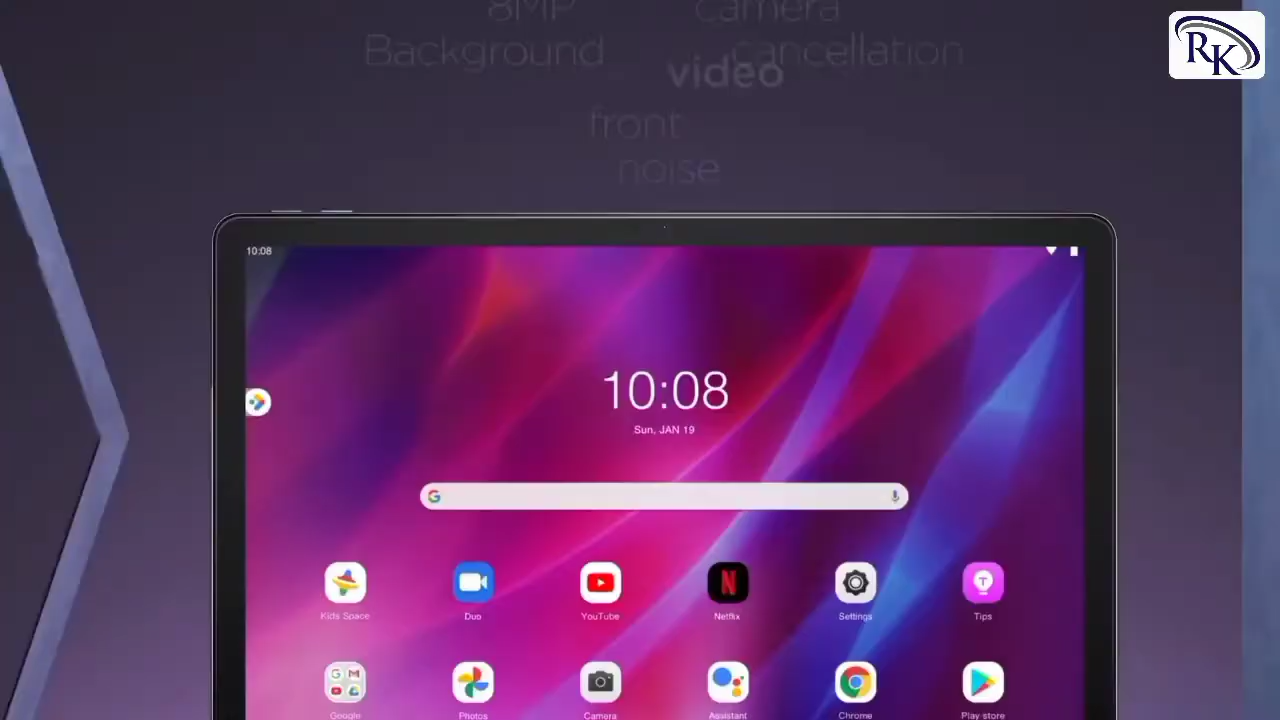 8MP camera
Background cancellation
video
front
noise
RK
10:08
10:08
Sun, JAN 19
Kids Space Duo YouTube Netflix Settings Tips
Google Photos Camera Assistant Chrome Play store